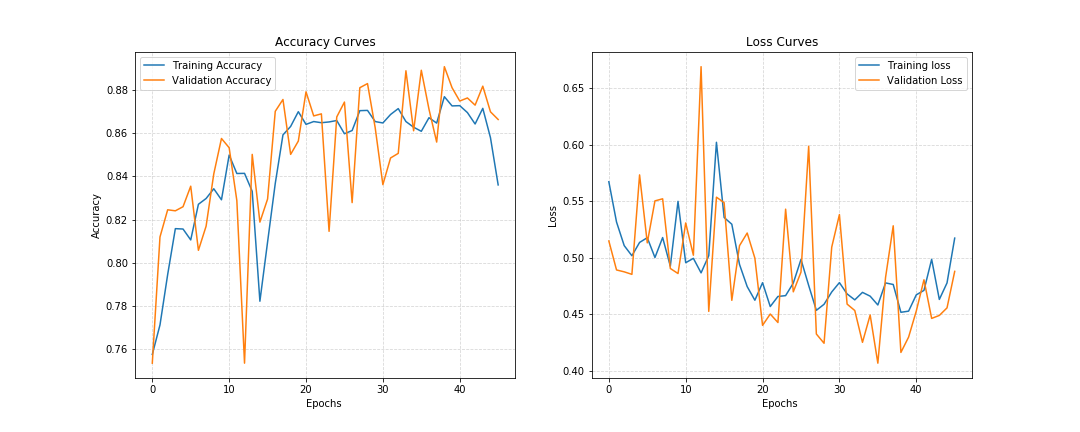 Accuracy Curves
Training Accuracy
Validation Accuracy
0.88
0.86
0.84
0.82
0.80
0.78
0.76
Accuracy
0 10 20 30 40
Epochs
Loss Curves
Training loss
Validation Loss
0.65
0.60
0.55
0.50
0.45
0.40
Loss
0 10 20 30 40
Epochs